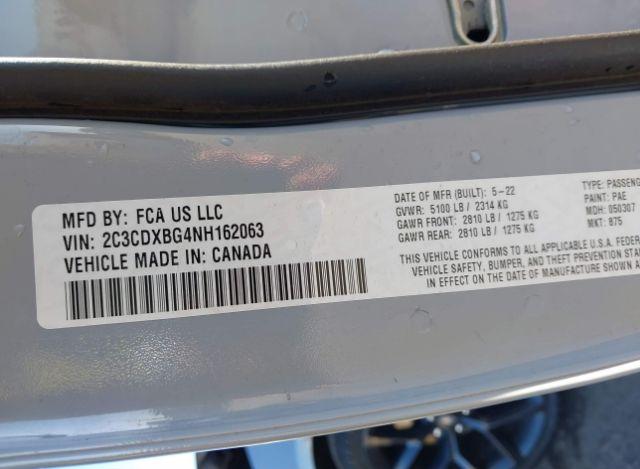 MFD BY: FCA US LLC
VIN: 2C3CDXBG4NH162063
VEHICLE MADE IN: CANADA
DATE OF MFR (BUILT): 5-22
GVWR: 5100 LB / 2314 KG
GAWR FRONT: 2810 LB / 1275 KG
GAWR REAR: 2810 LB / 1275 KG
TYPE: PASSENG
PAINT: PAE
MDH: 050307
MKT: 875
THIS VEHICLE CONFORMS TO ALL APPLICABLE
VEHICLE SAFETY, BUMPER, AND THEFT PREVENTION STAN
EFFECT ON THE DATE OF MANUFACTURE SHOWN A